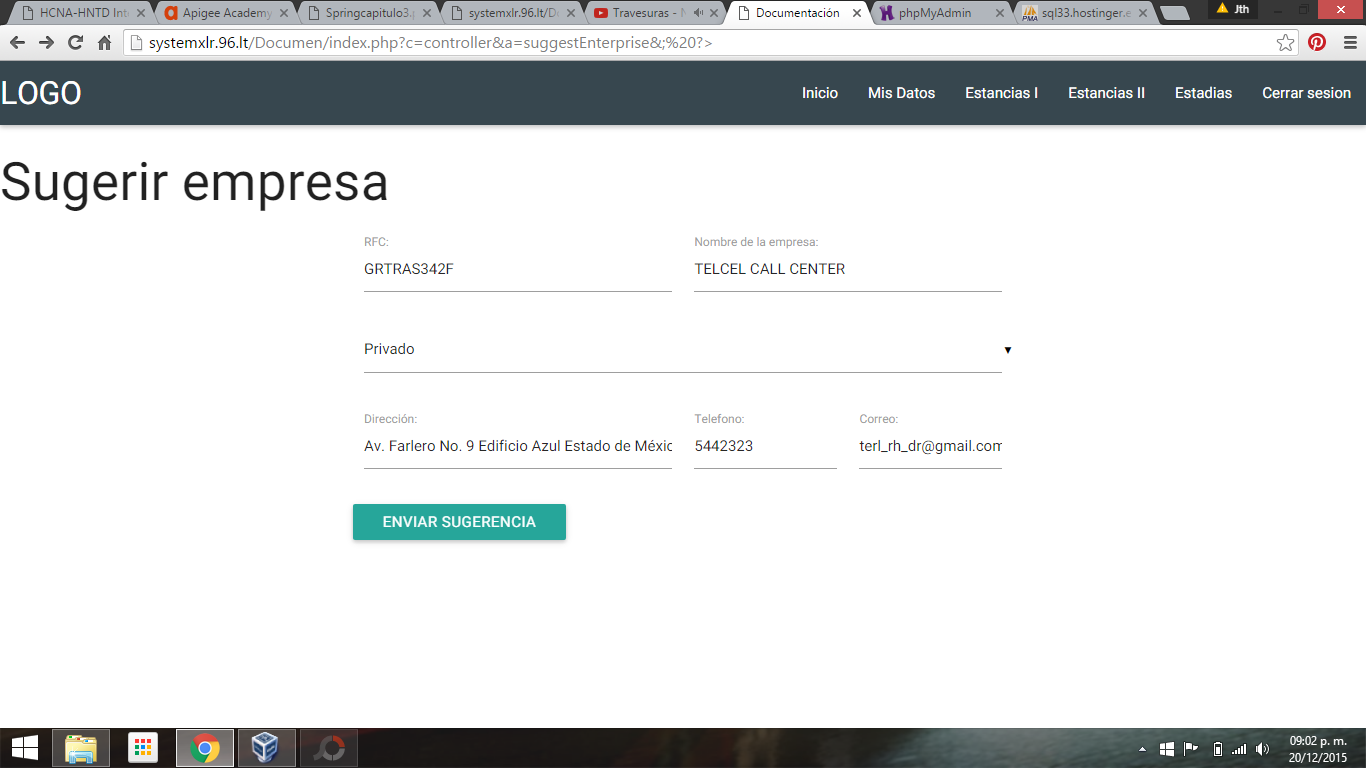 HCNA-HNTD Int
Apigee Academy
Springcapitulo3.p
systemxlr.96.lt/Do
Travesuras - N
Documentación
phpMyAdmin
sql33.hostinger.e
Jth
systemxlr.96.lt/Documen/index.php?c=controller&a=suggestEnterprise&;%20?>
LOGO
Inicio
Mis Datos
Estancias I
Estancias II
Estadias
Cerrar sesion
Sugerir empresa
RFC:
Nombre de la empresa:
GRTRAS342F
TELCEL CALL CENTER
Privado
Dirección:
Telefono:
Correo:
Av. Farlero No. 9 Edificio Azul Estado de Méxic
5442323
terl_rh_dr@gmail.com
ENVIAR SUGERENCIA
09:02 p. m.
20/12/2015